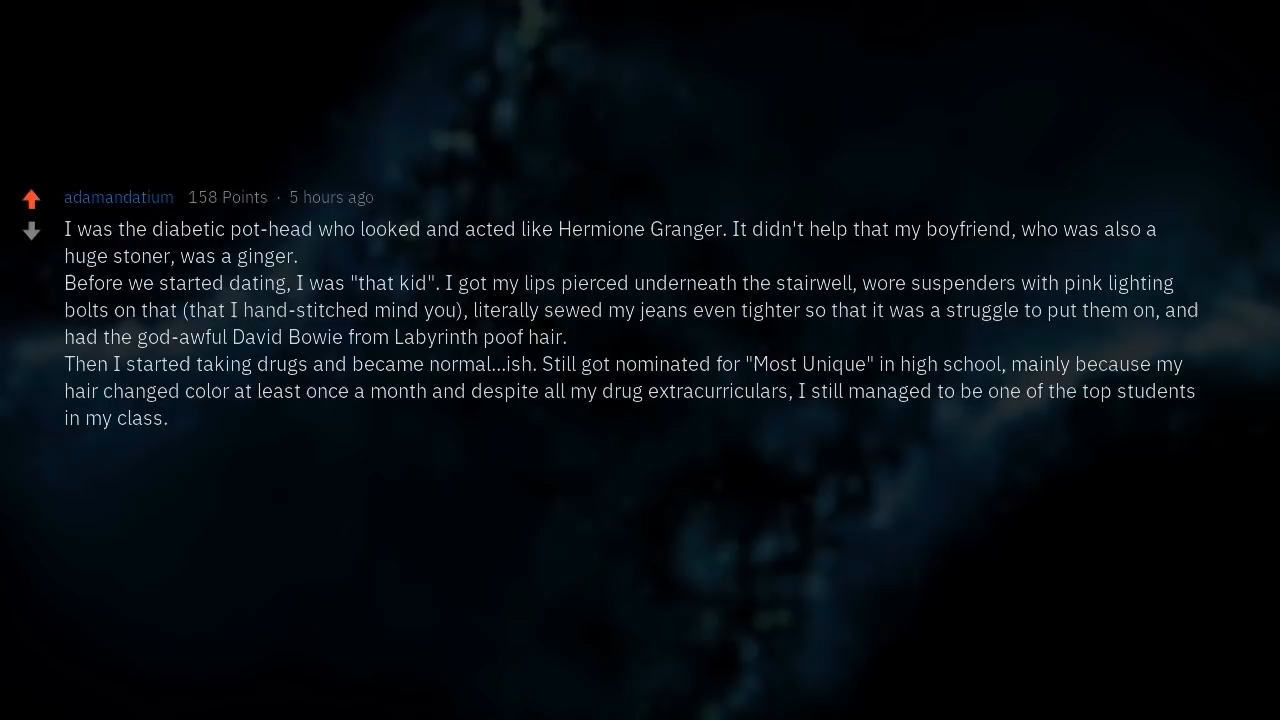 adamandatium 158 Points · 5 hours ago
I was the diabetic pot-head who looked and acted like Hermione Granger. It didn't help that my boyfriend, who was also a
huge stoner, was a ginger.
Before we started dating, I was "that kid". I got my lips pierced underneath the stairwell, wore suspenders with pink lighting
bolts on that (that I hand-stitched mind you), literally sewed my jeans even tighter so that it was a struggle to put them on, and
had the god-awful David Bowie from Labyrinth poof hair.
Then I started taking drugs and became normal...ish. Still got nominated for "Most Unique" in high school, mainly because my
hair changed color at least once a month and despite all my drug extracurriculars, I still managed to be one of the top students
in my class.